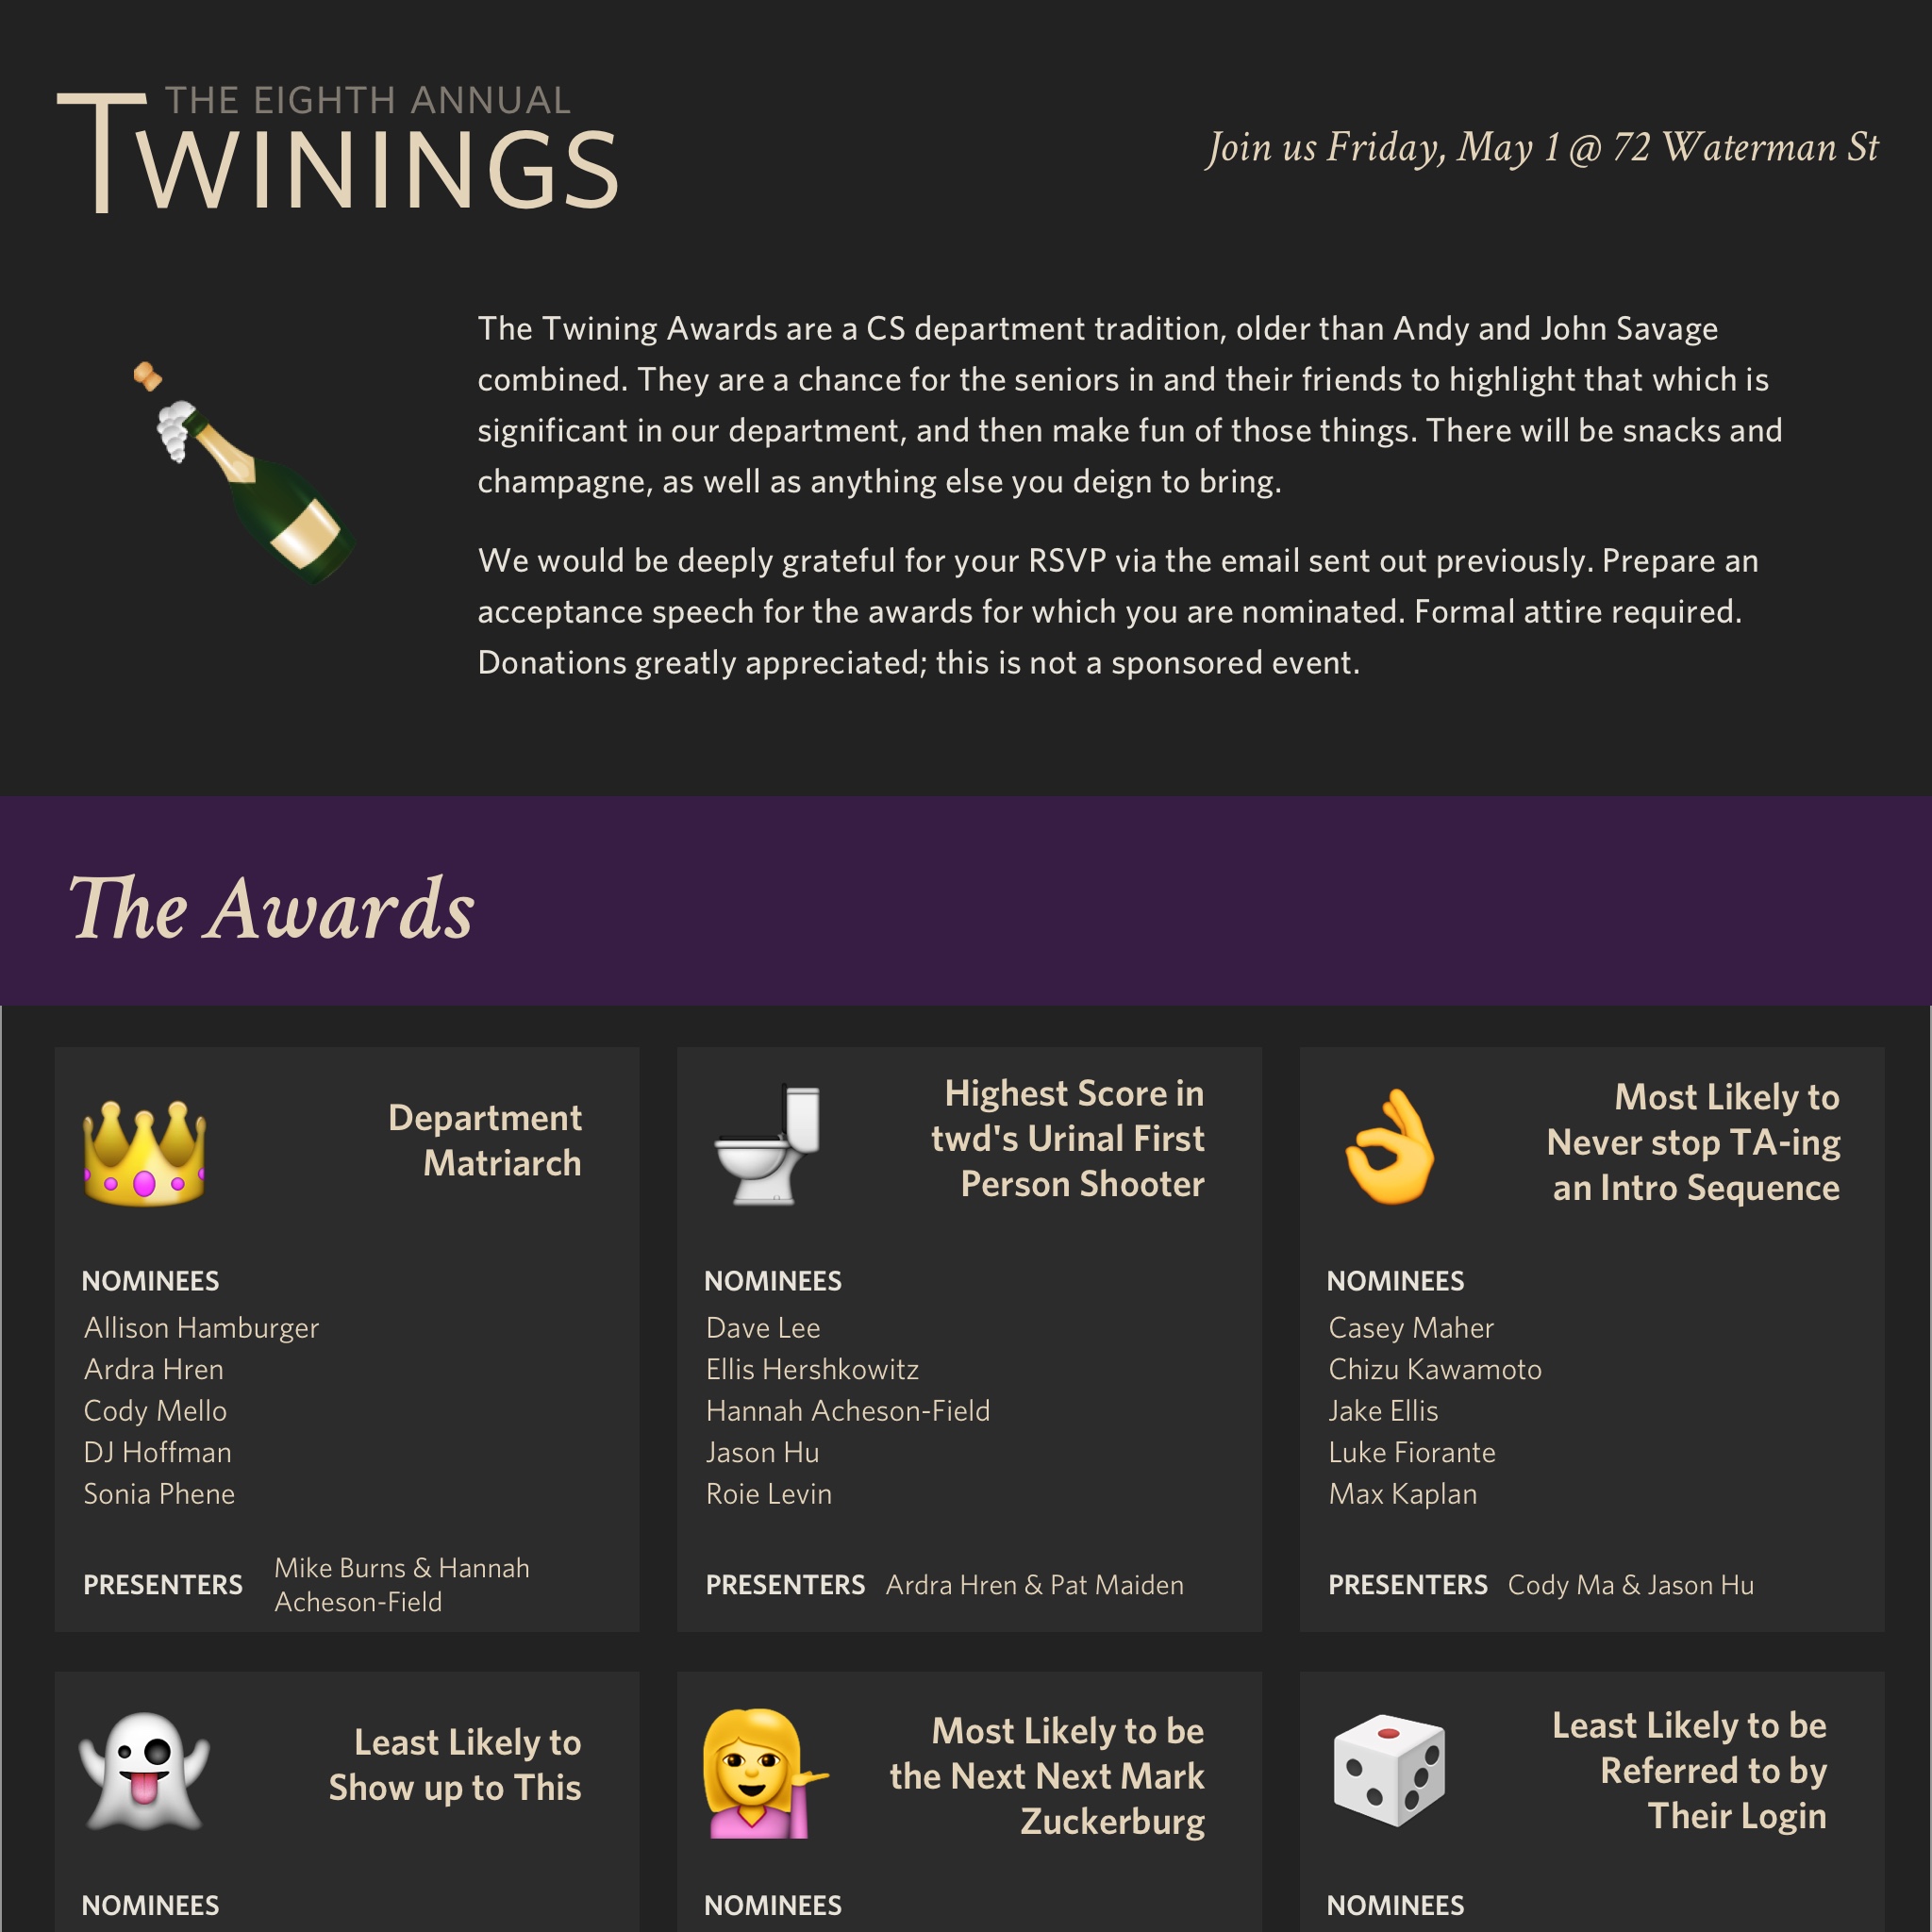 THE EIGHTH ANNUAL
TWININGS
Join us Friday, May 1 @ 72 Waterman St
The Twining Awards are a CS department tradition, older than Andy and John Savage
combined. They are a chance for the seniors in and their friends to highlight that which is
significant in our department, and then make fun of those things. There will be snacks and
champagne, as well as anything else you deign to bring.
We would be deeply grateful for your RSVP via the email sent out previously. Prepare an
acceptance speech for the awards for which you are nominated. Formal attire required.
Donations greatly appreciated; this is not a sponsored event.
The Awards
Department
Matriarch
NOMINEES
Allison Hamburger
Ardra Hren
Cody Mello
DJ Hoffman
Sonia Phene
PRESENTERS Mike Burns & Hannah
Acheson-Field
Highest Score in
twd's Urinal First
Person Shooter
NOMINEES
Dave Lee
Ellis Hershkowitz
Hannah Acheson-Field
Jason Hu
Roie Levin
PRESENTERS Ardra Hren & Pat Maiden
Most Likely to
Never stop TA-ing
an Intro Sequence
NOMINEES
Casey Maher
Chizu Kawamoto
Jake Ellis
Luke Fiorante
Max Kaplan
PRESENTERS Cody Ma & Jason Hu
Least Likely to
Show up to This
NOMINEES
Most Likely to be
the Next Next Mark
Zuckerburg
NOMINEES
Least Likely to be
Referred to by
Their Login
NOMINEES